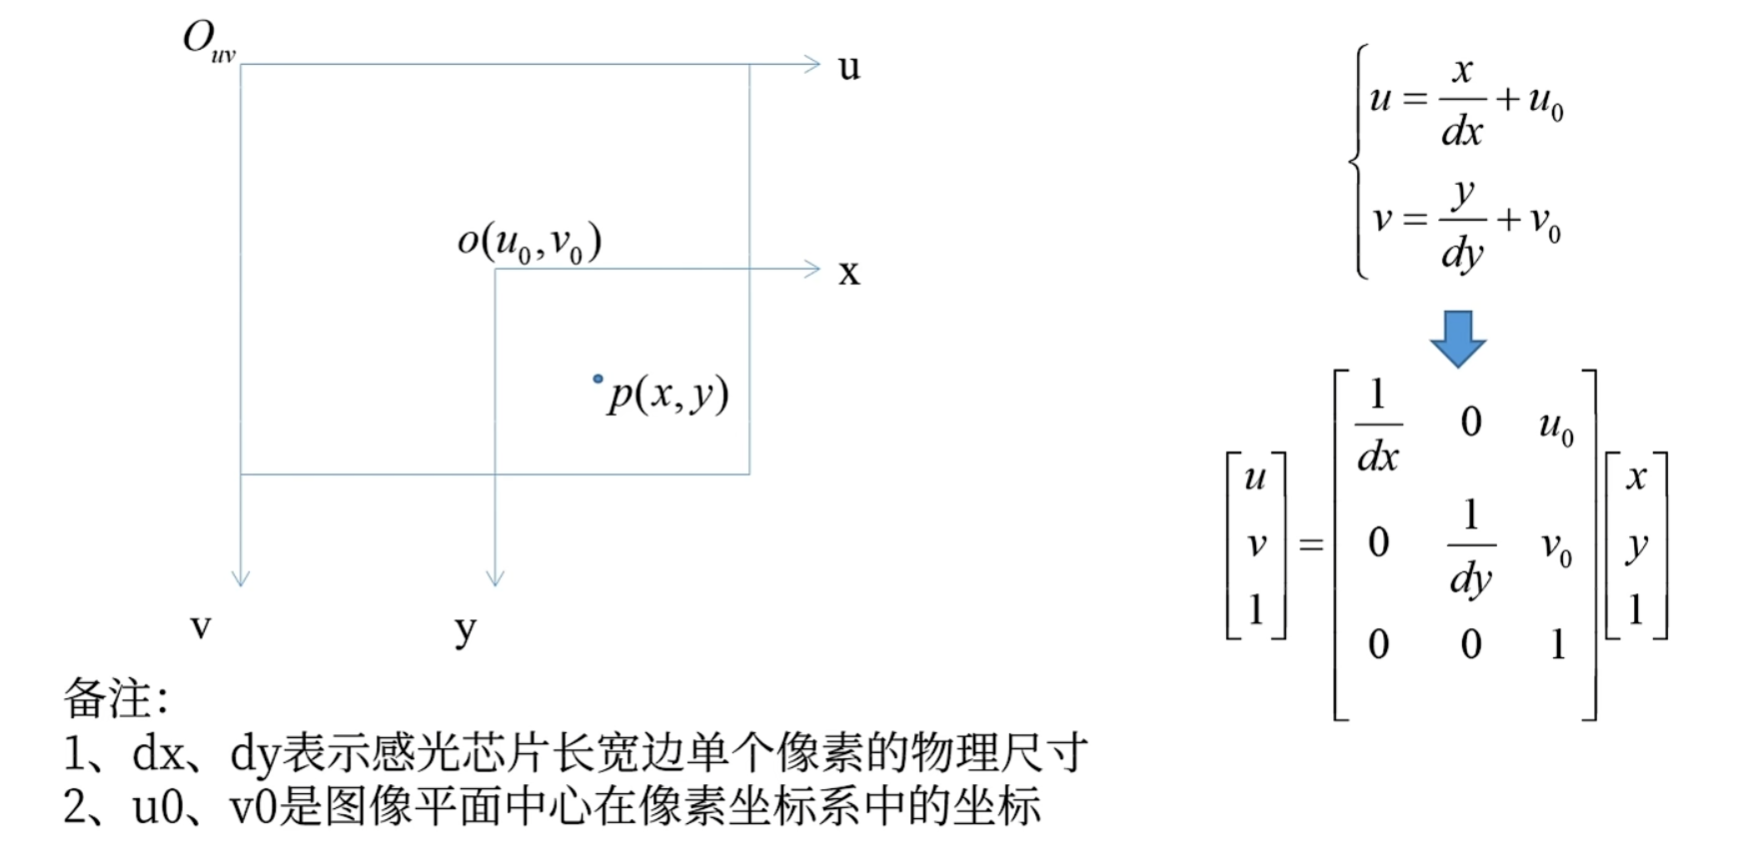 O_{uv}
u
o(u_0,v_0)
x
p(x,y)
v
y
u = \frac{x}{dx} + u_0
v = \frac{y}{dy} + v_0
\begin{bmatrix} u \\ v \\ 1 \end{bmatrix} = \begin{bmatrix} \frac{1}{dx} & 0 & u_0 \\ 0 & \frac{1}{dy} & v_0 \\ 0 & 0 & 1 \end{bmatrix} \begin{bmatrix} x \\ y \\ 1 \end{bmatrix}
备注：
1、dx、dy表示感光芯片长宽边单个像素的物理尺寸
2、u0、v0是图像平面中心在像素坐标系中的坐标